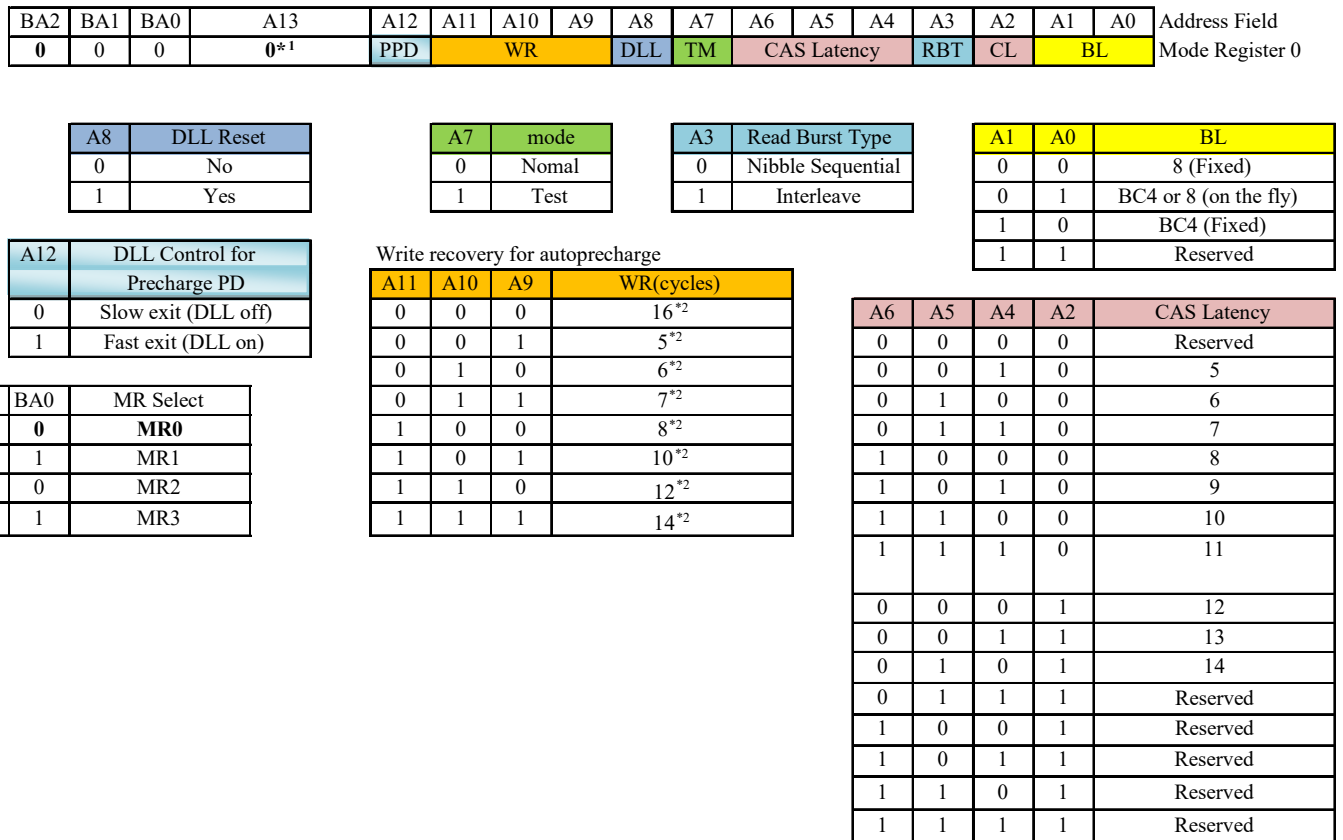 BA2 BA1 BA0 A13 A12 A11 A10 A9 A8 A7 A6 A5 A4 A3 A2 A1 A0 Address Field
0 0 0 0*1 PPD WR DLL TM CAS Latency RBT CL BL Mode Register 0
A8 DLL Reset
0 No
1 Yes
A7 mode
0 Nomal
1 Test
A3 Read Burst Type
0 Nibble Sequential
1 Interleave
A1 A0 BL
0 0 8 (Fixed)
0 1 BC4 or 8 (on the fly)
1 0 BC4 (Fixed)
1 1 Reserved
A12 DLL Control for
Precharge PD
0 Slow exit (DLL off)
1 Fast exit (DLL on)
BA0 MR Select
0 MR0
1 MR1
0 MR2
1 MR3
Write recovery for autoprecharge
A11 A10 A9 WR(cycles)
0 0 0 16*2
0 0 1 5*2
0 1 0 6*2
0 1 1 7*2
1 0 0 8*2
1 0 1 10*2
1 1 0 12*2
1 1 1 14*2
A6 A5 A4 A2 CAS Latency
0 0 0 0 Reserved
0 0 1 0 5
0 1 0 0 6
0 1 1 0 7
1 0 0 0 8
1 0 1 0 9
1 1 0 0 10
1 1 1 0 11
0 0 0 1 12
0 0 1 1 13
0 1 0 1 14
0 1 1 1 Reserved
1 0 0 1 Reserved
1 0 1 1 Reserved
1 1 0 1 Reserved
1 1 1 1 Reserved